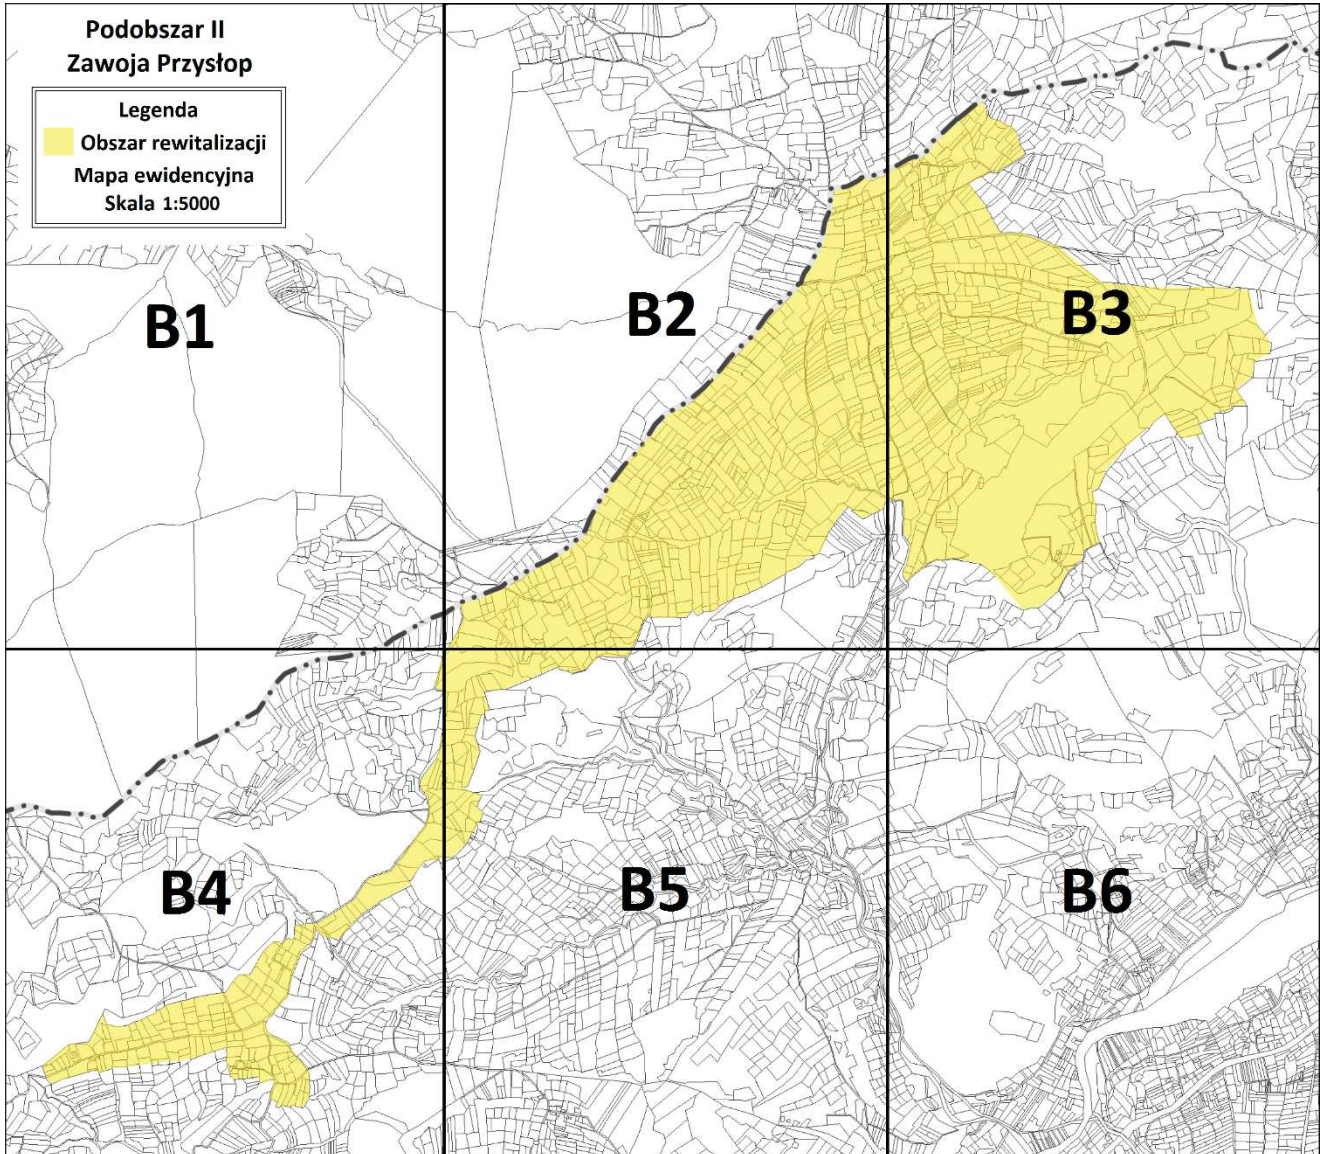 Podobszar II
Zawoja Przysłop
Legenda
Obszar rewitalizacji
Mapa ewidencyjna
Skala 1:5000
B1
B2
B3
B4
B5
B6